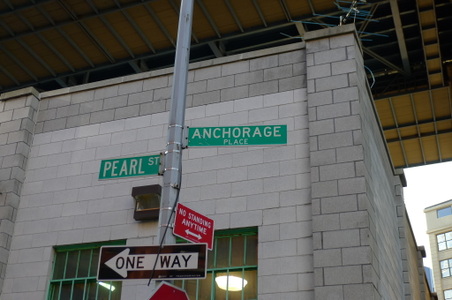 ANCHORAGE
PLACE
PEARL ST
NO STANDING
ANYTIME
ONE WAY